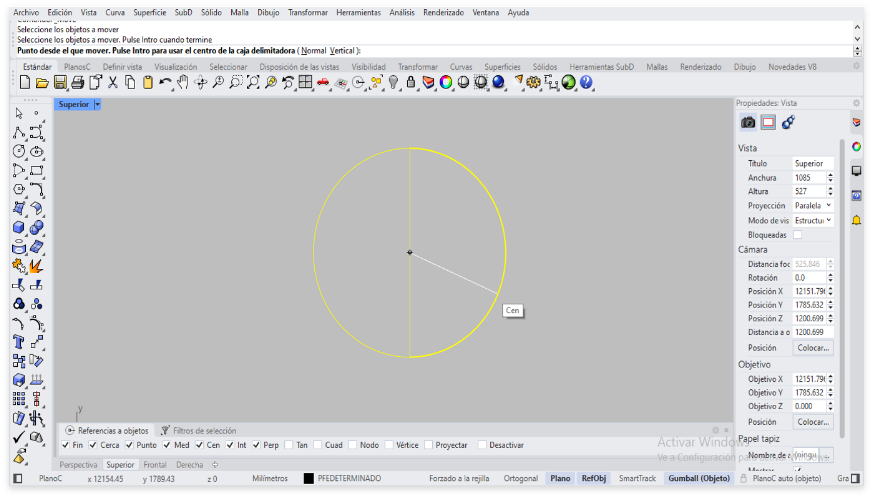 Archivo Edición Vista Curva Superficie SubD Sólido Malla Dibujo Transformar Herramientas Análisis Renderizado Ventana Ayuda
Seleccione los objetos a mover
Seleccione los objetos a mover. Pulse Intro cuando termine
Punto desde el que mover. Pulse Intro para usar el centro de la caja delimitadora ( Normal Vertical ):
Estándar PlanosC Definir vista Visualización Seleccionar Disposición de las vistas Visibilidad Transformar Curvas Superficies Sólidos Herramientas SubD Mallas Renderizado Dibujo Novedades V8
Superior
Propiedades: Vista
Vista
Título Superior
Anchura 1085
Altura 527
Proyección Paralela
Modo de vis Estructu
Bloqueadas
Cámara
Distancia foc 525.846
Rotación 0.0
Posición X 12151.79
Posición Y 1785.632
Posición Z 1200.699
Distancia a o 1200.699
Posición Colocar...
Objetivo
Objetivo X 12151.79
Objetivo Y 1785.632
Objetivo Z 0.000
Posición Colocar...
Papel tapiz
Nombre de a (ningu ...
Mostrar
Cen
y
Referencias a objetos Filtros de selección
Fin Cerca Punto Med Cen Int Perp Tan Cuad Nodo Vértice Proyectar Desactivar
Activar Windows
Ve a Configuración para activar Windows.
Perspectiva Superior Frontal Derecha
PlanoC x 12154.45 y 1789.43 z 0 Milímetros PFEDETERMINADO Forzado a la rejilla Ortogonal Plano RefObj SmartTrack Gumball (Objeto) PlanoC auto (objeto) Gra